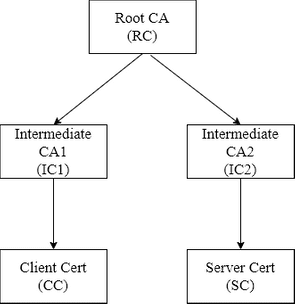 Root CA
(RC)
Intermediate
CA1
(IC1)
Intermediate
CA2
(IC2)
Client Cert
(CC)
Server Cert
(SC)